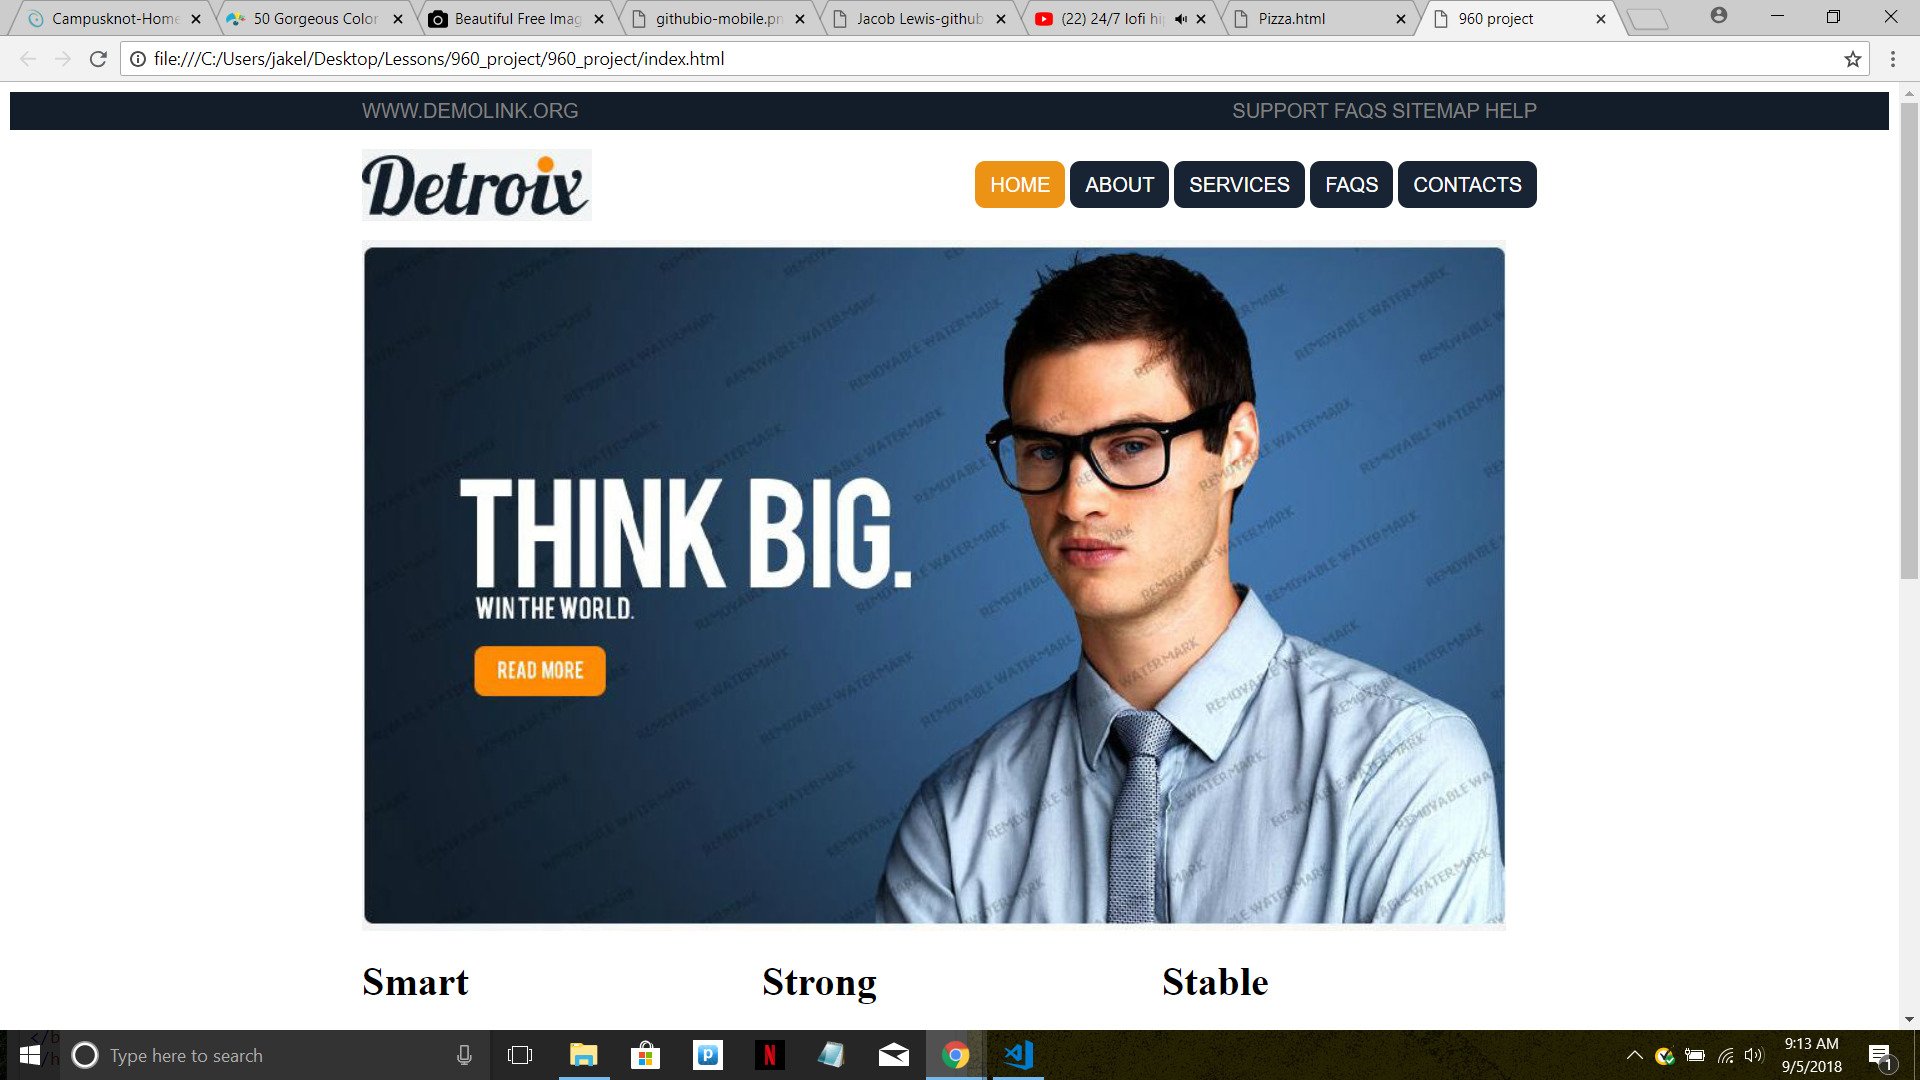 Campusknot-Home
50 Gorgeous Color
Beautiful Free Imag
githubio-mobile.pn
Jacob Lewis-github
(22) 24/7 lofi hi
Pizza.html
960 project
file:///C:/Users/jakel/Desktop/Lessons/960_project/960_project/index.html
WWW.DEMOLINK.ORG
SUPPORT FAQS SITEMAP HELP
Detroix
HOME ABOUT SERVICES FAQS CONTACTS
REMOVABLE WATERMARK
THINK BIG.
WIN THE WORLD.
READ MORE
Smart Strong Stable
Type here to search
9:13 AM
9/5/2018
1